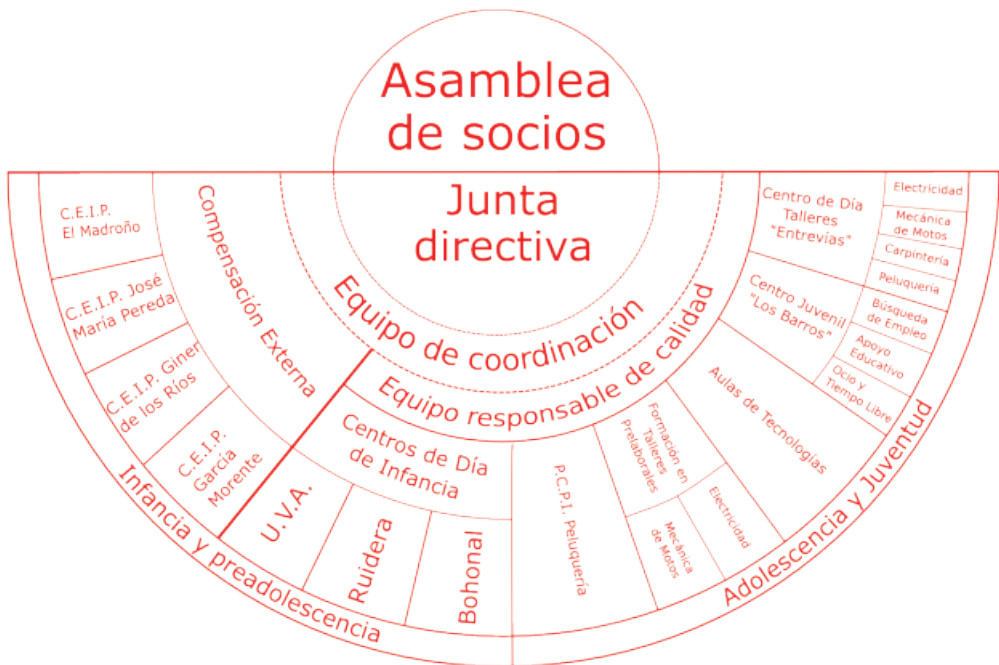 Asamblea
de socios
Junta
directiva
Equipo de coordinación
Equipo responsable de calidad
Compensación Externa
C.E.I.P.
El Madroño
C.E.I.P. José
María Pereda
C.E.I.P. Giner
de los Ríos
C.E.I.P.
García
Morente
Centros de Día
de Infancia
U.V.A.
Ruidera
Bohonal
Infancia y preadolescencia
P.C.P.I. Peluquería
Formación en
Talleres
Prelaborales
Mecánica
de Motos
Electricidad
Aulas de Tecnologías
Centro Juvenil
"Los Barros"
Búsqueda
de Empleo
Apoyo
Educativo
Ocio y
Tiempo Libre
Centro de Día
Talleres
"Entrevías"
Electricidad
Mecánica
de Motos
Carpintería
Peluquería
Adolescencia y Juventud